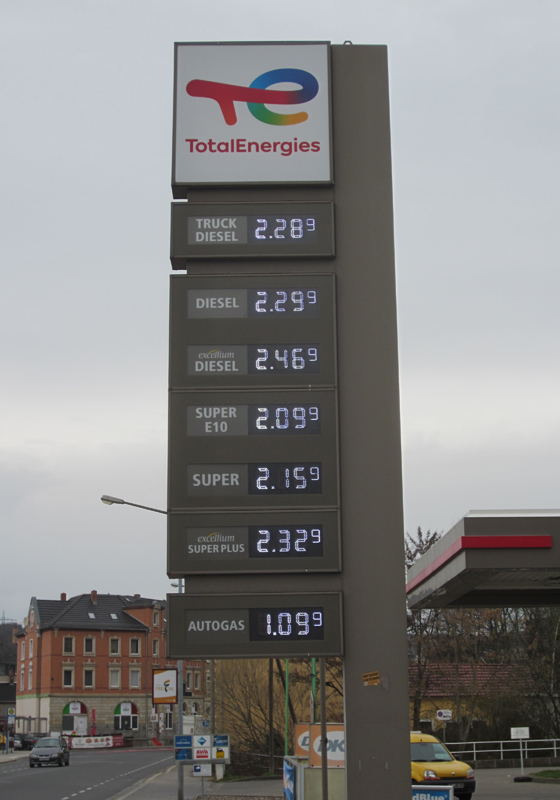 TotalEnergies
TRUCK
DIESEL
2.28⁹
DIESEL
2.29⁹
excellium
DIESEL
2.46⁹
SUPER
E10
2.09⁹
SUPER
2.15⁹
excellium
SUPER PLUS
2.32⁹
AUTOGAS
1.09⁹
AdBlue